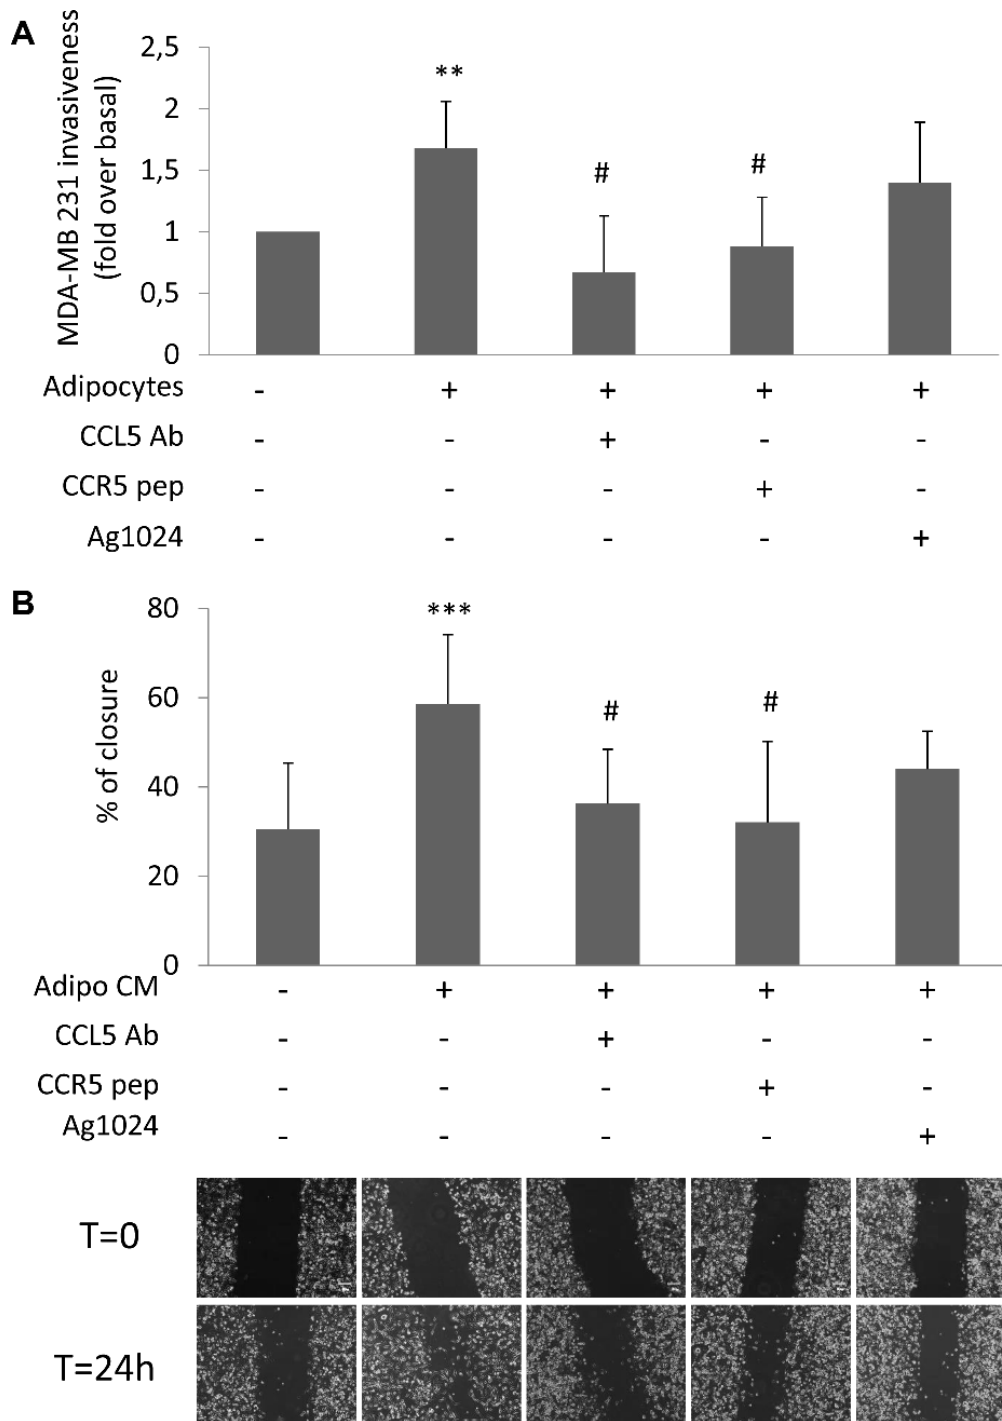 A
MDA-MB 231 invasiveness
(fold over basal)
2,5
2
1,5
1
0,5
0
**
#
#
Adipocytes - + + + +
CCL5 Ab - - + - -
CCR5 pep - - - + -
Ag1024 - - - - +
B
% of closure
80
60
40
20
0
***
#
#
Adipo CM - + + + +
CCL5 Ab - - + - -
CCR5 pep - - - + -
Ag1024 - - - - +
T=0
T=24h